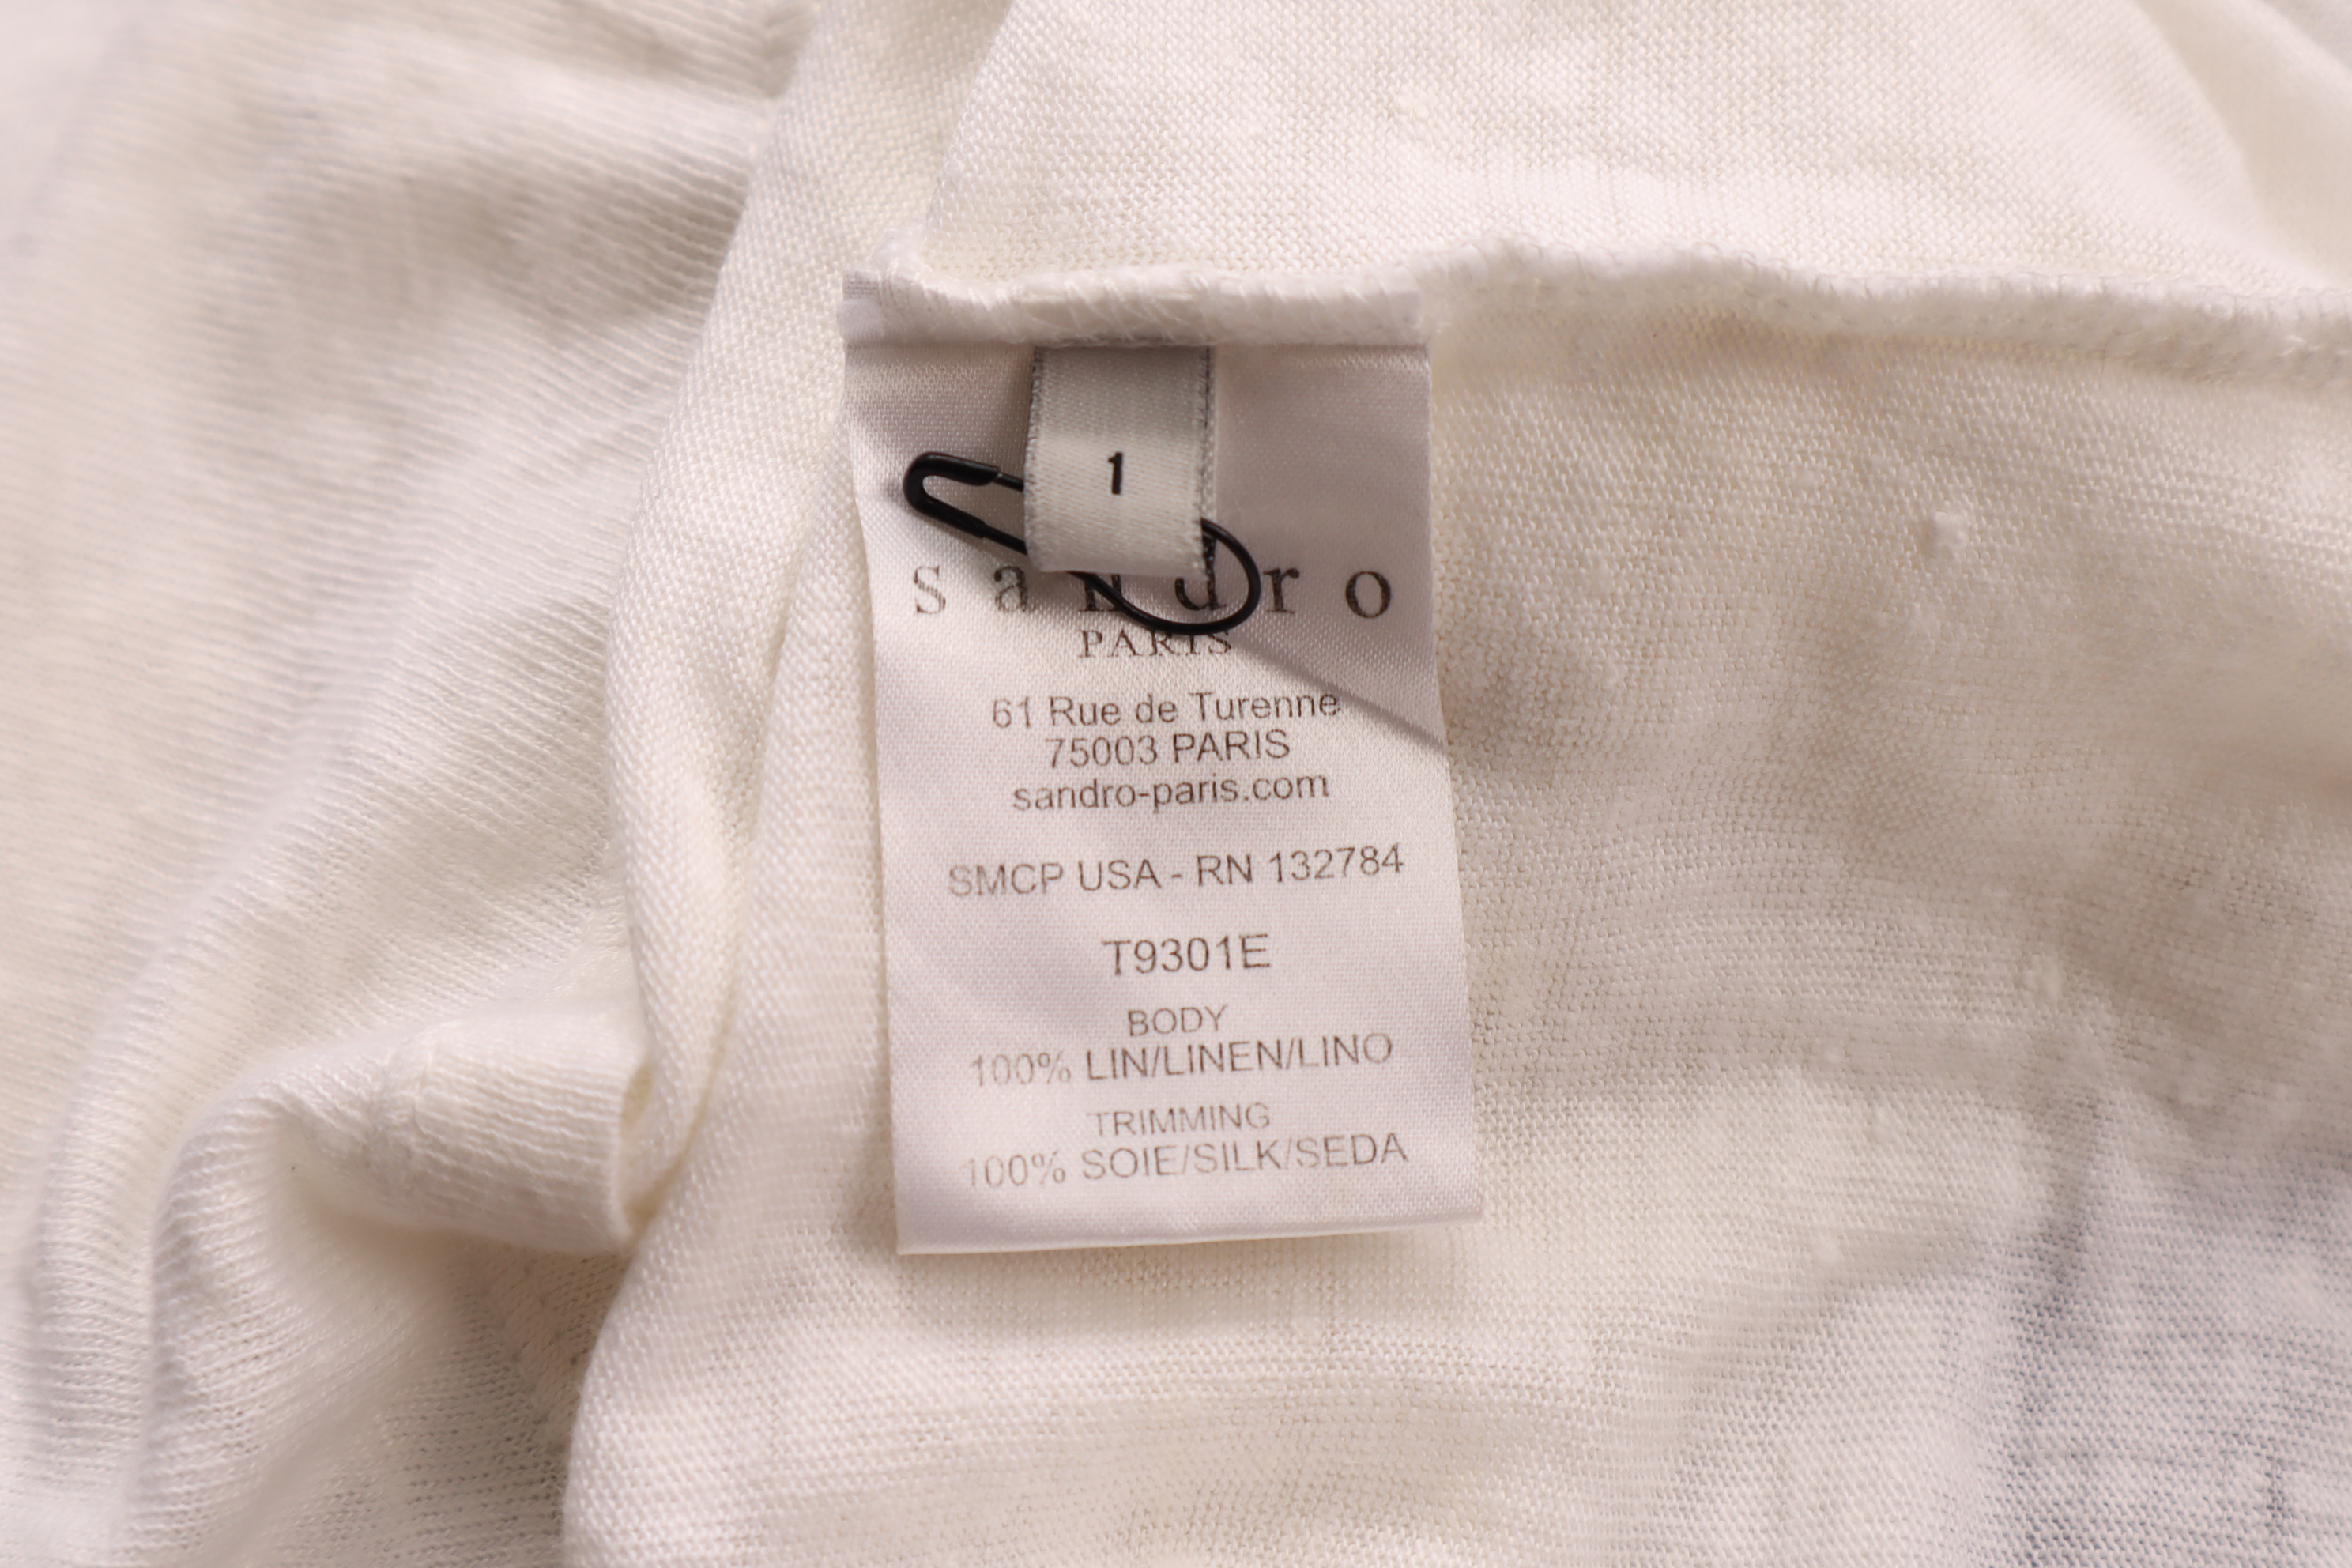 1
sandro
PARIS
61 Rue de Turenne
75003 PARIS
sandro-paris.com
SMCP USA - RN 132784
T9301E
BODY
100% LIN/LINEN/LINO
TRIMMING
100% SOIE/SILK/SEDA